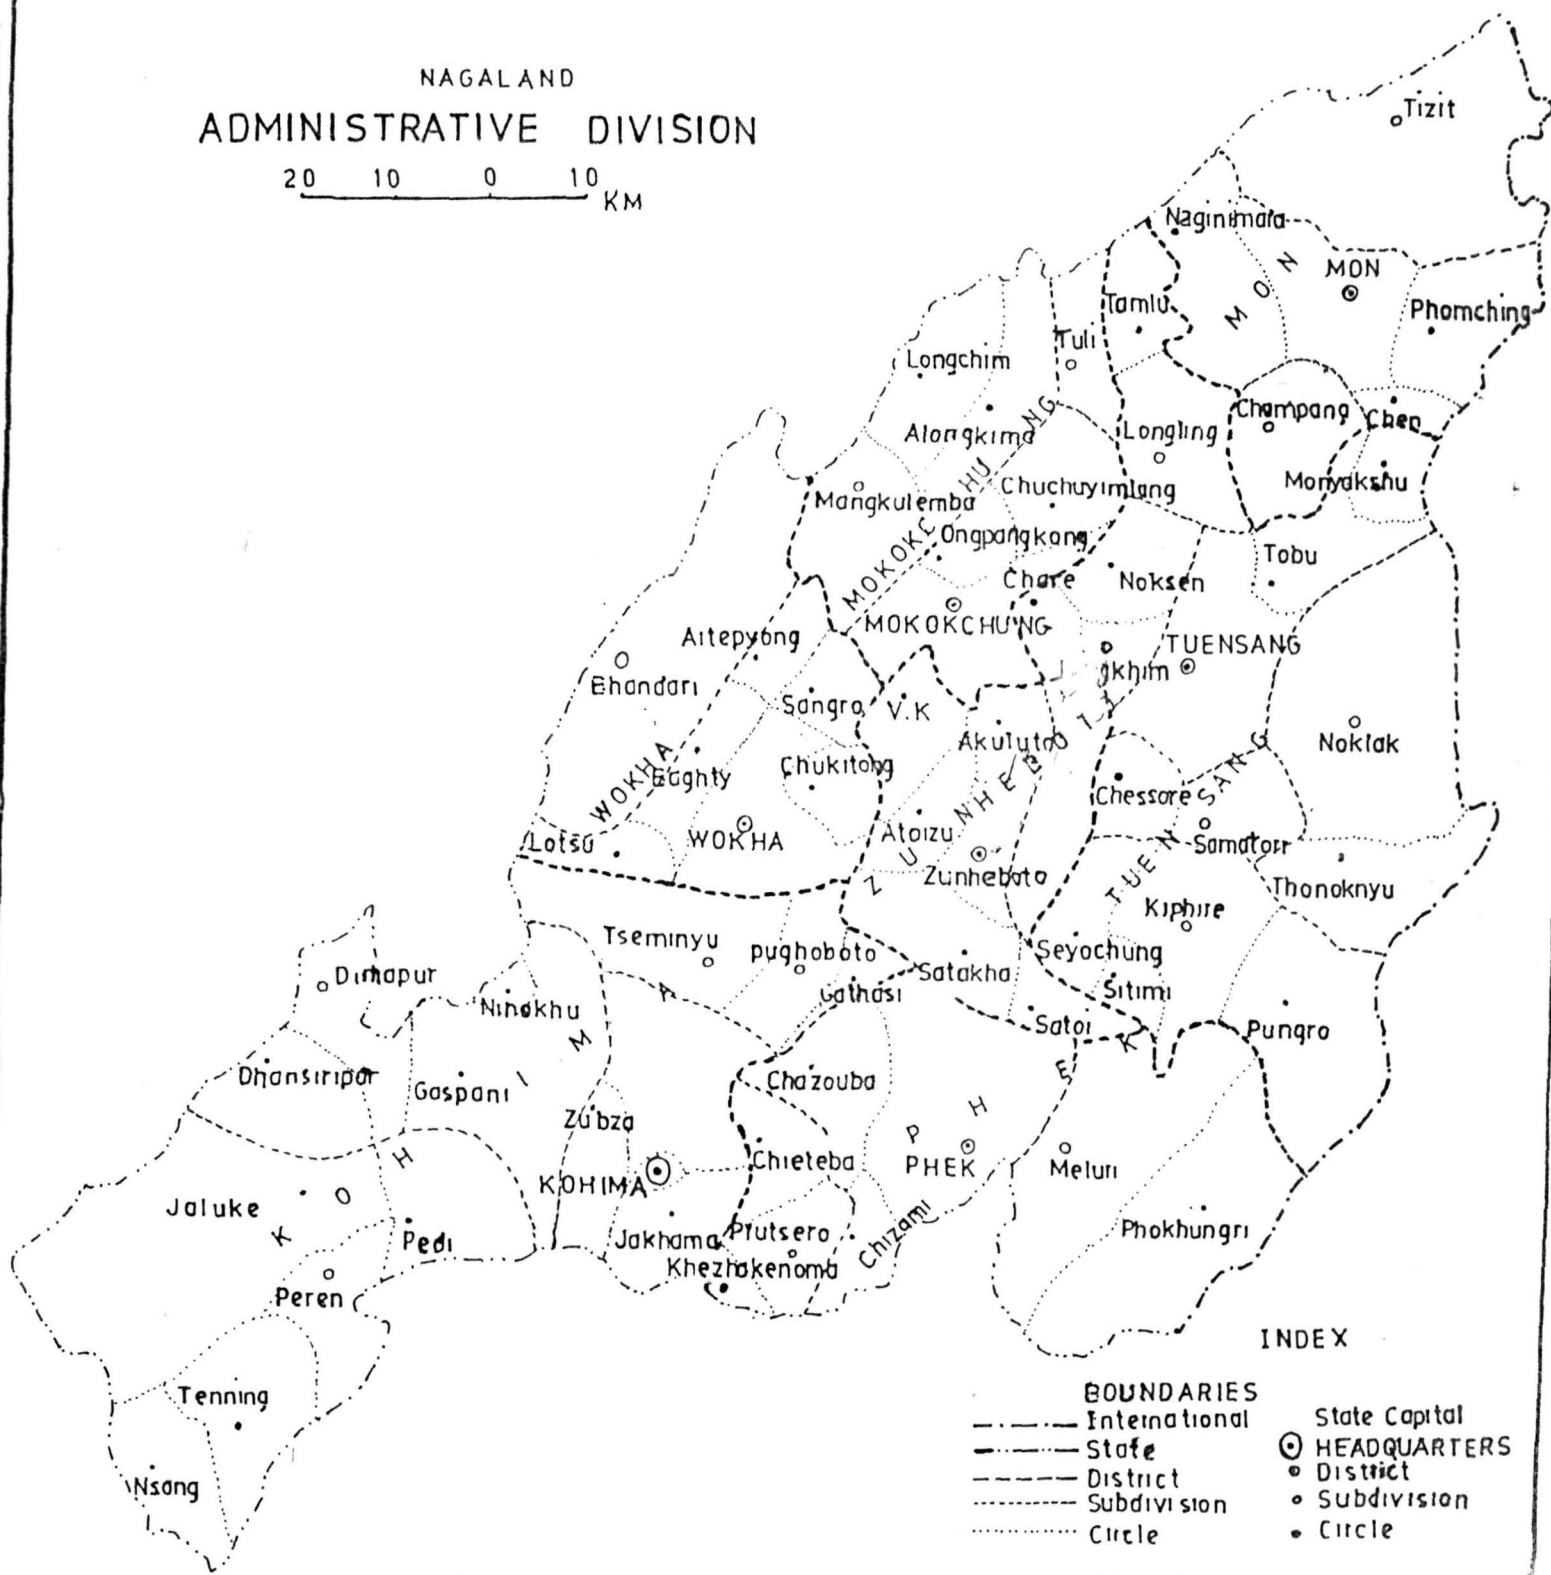 NAGALAND
ADMINISTRATIVE DIVISION
20 10 0 10
KM
Tizit
Naginimara
MON
MON
Phomching
Tamlu
Tuli
Longchim
Champang
Chen
Alongkima
Longling
Monyakshu
Mangkulemba
Chuchuyimlang
Ongpangkong
Tobu
Chare
Noksen
MOKOKCHUNG
MOKOKCHUNG
Aitepyong
TUENSANG
Bhandari
Sangro
V.K
Akuluto
Noklak
WOKHA
Chukitong
Chessore
Lotsu
WOKHA
Atoizu
Samatorr
ZUNHEBOTO
Zunheboto
TUENSANG
Thonoknyu
Kiphire
Tseminyu
pughoboto
Seyochung
Satakha
Dimapur
Gathasi
Sitimi
Nihokhu
Satoi
Pungro
Dhansiripar
Gaspani
Chazouba
Zubza
PHEK
KOHIMA
Chieteba
PHEK
Meluri
KOHIMA
Jaluke
Pedi
Jakhama
Pfutsero
Chizami
Phokhungri
Khezhakenoma
Peren
Tenning
Nsong
INDEX
BOUNDARIES
International
State
District
Subdivision
Circle
State Capital
HEADQUARTERS
District
Subdivision
Circle